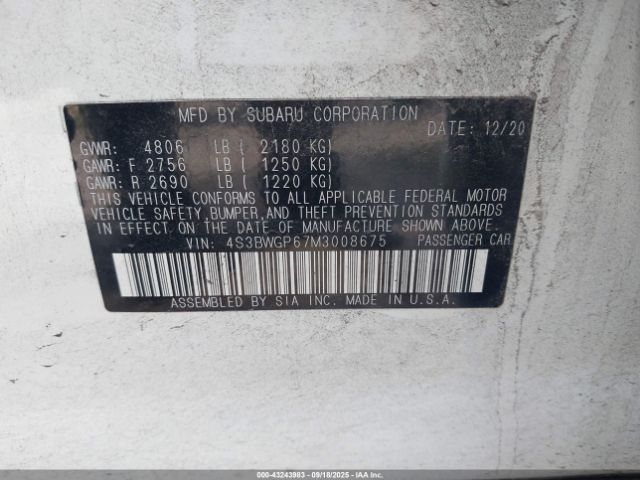 MFD BY SUBARU CORPORATION
DATE: 12/20
GVWR: 4806 LB ( 2180 KG)
GAWR: F 2756 LB ( 1250 KG)
GAWR: R 2690 LB ( 1220 KG)
THIS VEHICLE CONFORMS TO ALL APPLICABLE FEDERAL MOTOR
VEHICLE SAFETY,BUMPER,AND THEFT PREVENTION STANDARDS
IN EFFECT ON THE DATE OF MANUFACTURE SHOWN ABOVE.
VIN: 4S3BWGP67M3008675 PASSENGER CAR
ASSEMBLED BY SIA INC. MADE IN U.S.A.
000-43243983 - 09/18/2025 - IAAI.COM